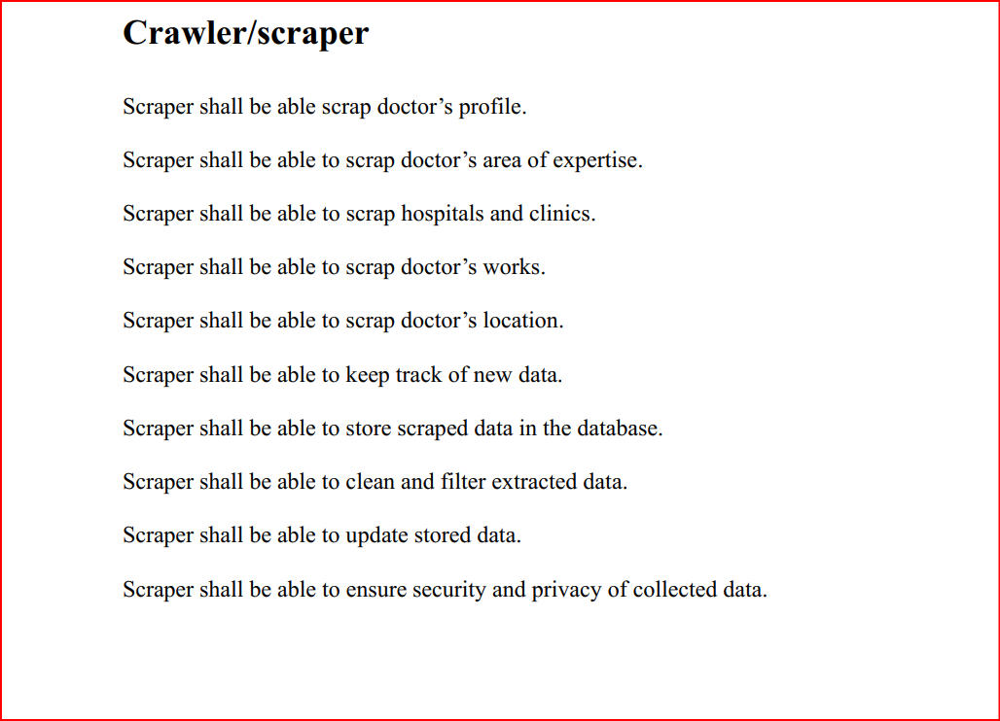 Crawler/scraper
Scraper shall be able scrap doctor’s profile.
Scraper shall be able to scrap doctor’s area of expertise.
Scraper shall be able to scrap hospitals and clinics.
Scraper shall be able to scrap doctor’s works.
Scraper shall be able to scrap doctor’s location.
Scraper shall be able to keep track of new data.
Scraper shall be able to store scraped data in the database.
Scraper shall be able to clean and filter extracted data.
Scraper shall be able to update stored data.
Scraper shall be able to ensure security and privacy of collected data.